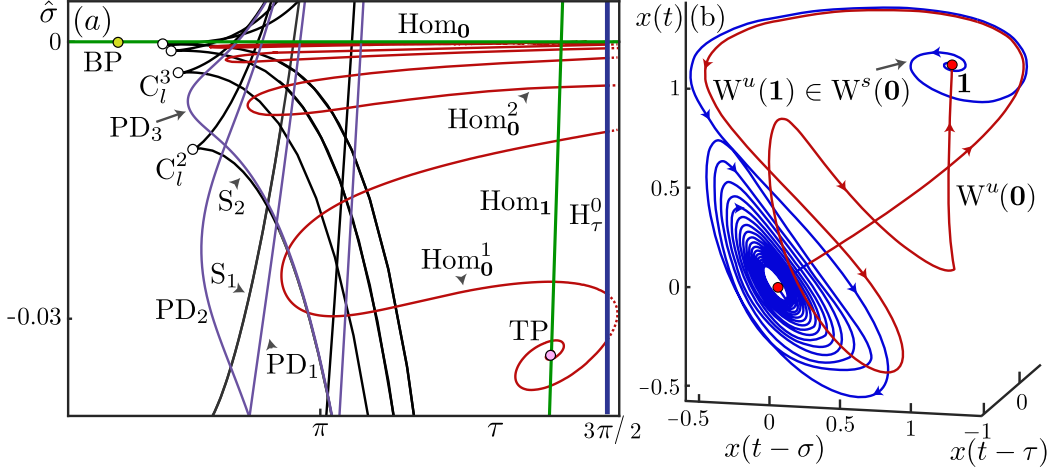 σ̂
(a)
Hom₀
0
BP
C³ₗ
PD₃
Hom²₀
C²ₗ
S₂
Hom₁
H⁰τ
Hom¹₀
S₁
PD₂
-0.03
TP
PD₁
π
τ
3π/2
x(t)
(b)
1
1
Wᵘ(1) ∈ Wˢ(0)
0.5
Wᵘ(0)
0
-0.5
-0.5
0
0.5
1
-1
0
x(t − σ)
x(t − τ)